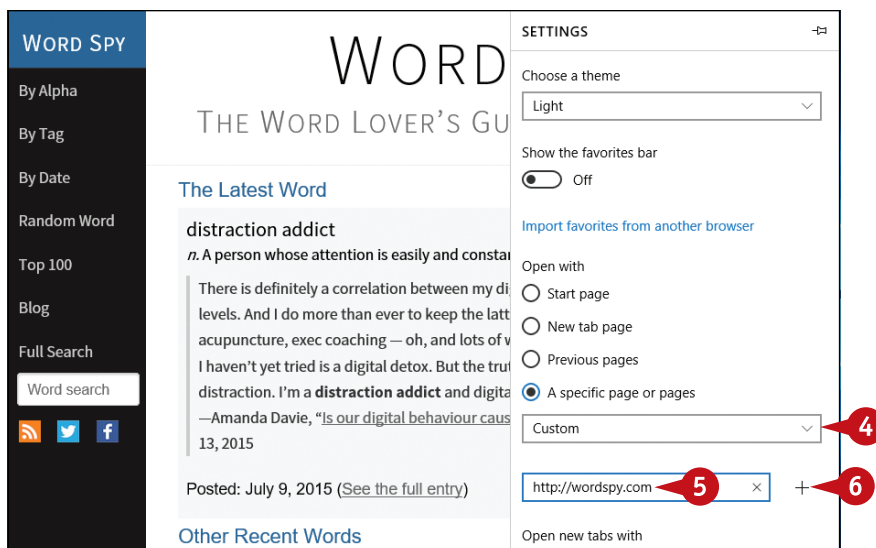 WORD SPY
By Alpha
By Tag
By Date
Random Word
Top 100
Blog
Full Search
Word search
WORD
THE WORD LOVER'S GU
The Latest Word
distraction addict
n. A person whose attention is easily and constan
There is definitely a correlation between my di
levels. And I do more than ever to keep the latt
acupuncture, exec coaching — oh, and lots of w
I haven't yet tried is a digital detox. But the trut
distraction. I'm a distraction addict and digita
—Amanda Davie, “Is our digital behaviour caus
13, 2015
Posted: July 9, 2015 (See the full entry)
Other Recent Words
SETTINGS
Choose a theme
Light
Show the favorites bar
Off
Import favorites from another browser
Open with
Start page
New tab page
Previous pages
A specific page or pages
Custom
4
http://wordspy.com
5
6
Open new tabs with